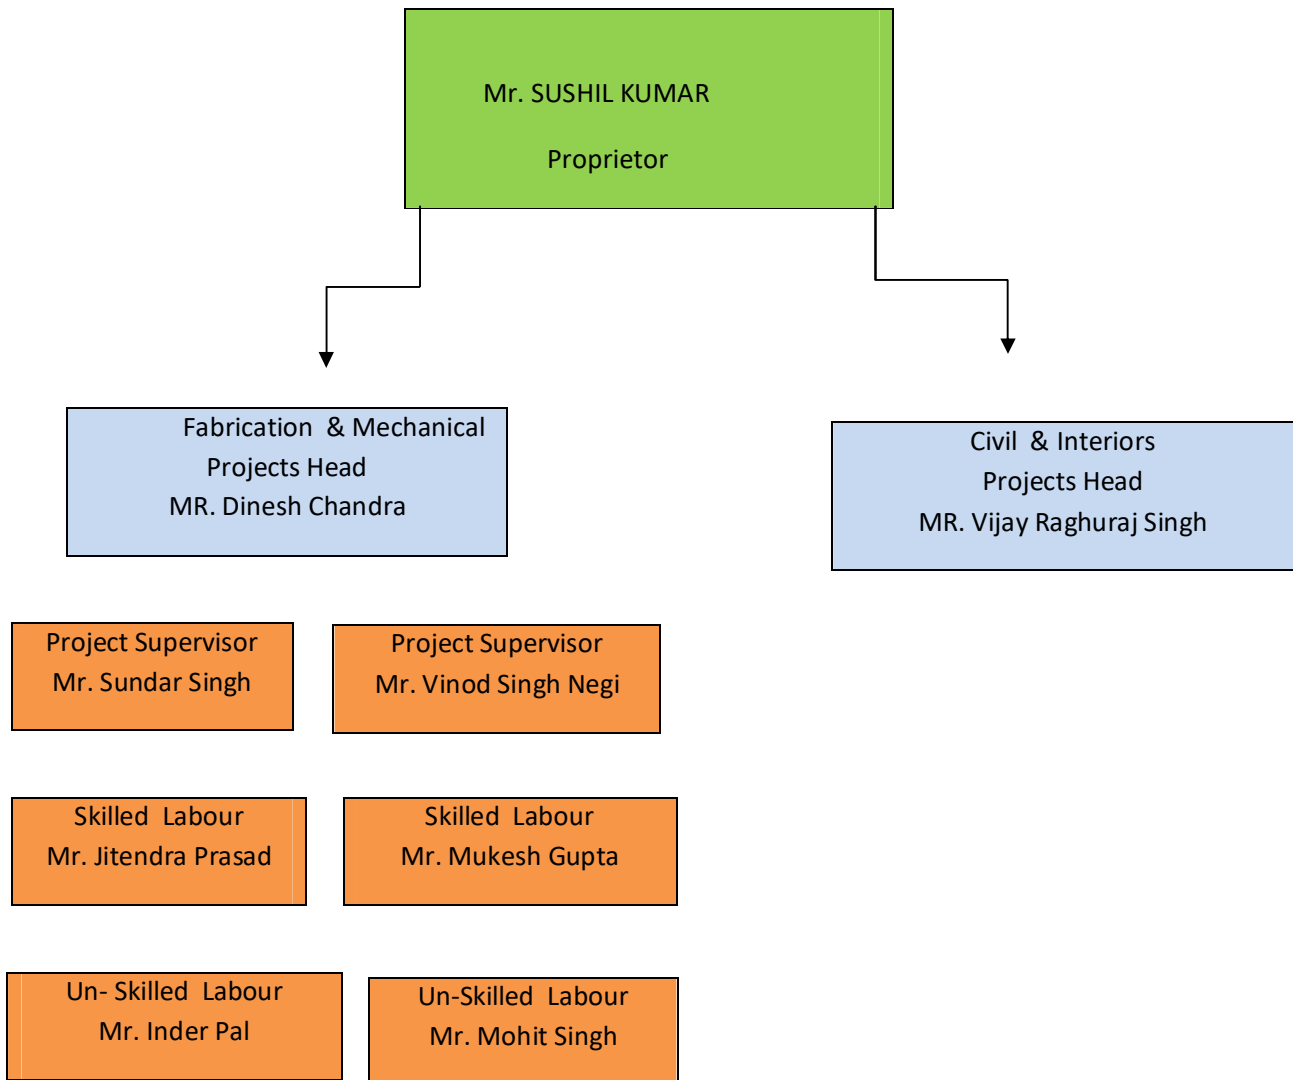 Mr. SUSHIL KUMAR
Proprietor
Fabrication & Mechanical
Projects Head
MR. Dinesh Chandra
Civil & Interiors
Projects Head
MR. Vijay Raghuraj Singh
Project Supervisor
Mr. Sundar Singh
Project Supervisor
Mr. Vinod Singh Negi
Skilled Labour
Mr. Jitendra Prasad
Skilled Labour
Mr. Mukesh Gupta
Un- Skilled Labour
Mr. Inder Pal
Un-Skilled Labour
Mr. Mohit Singh